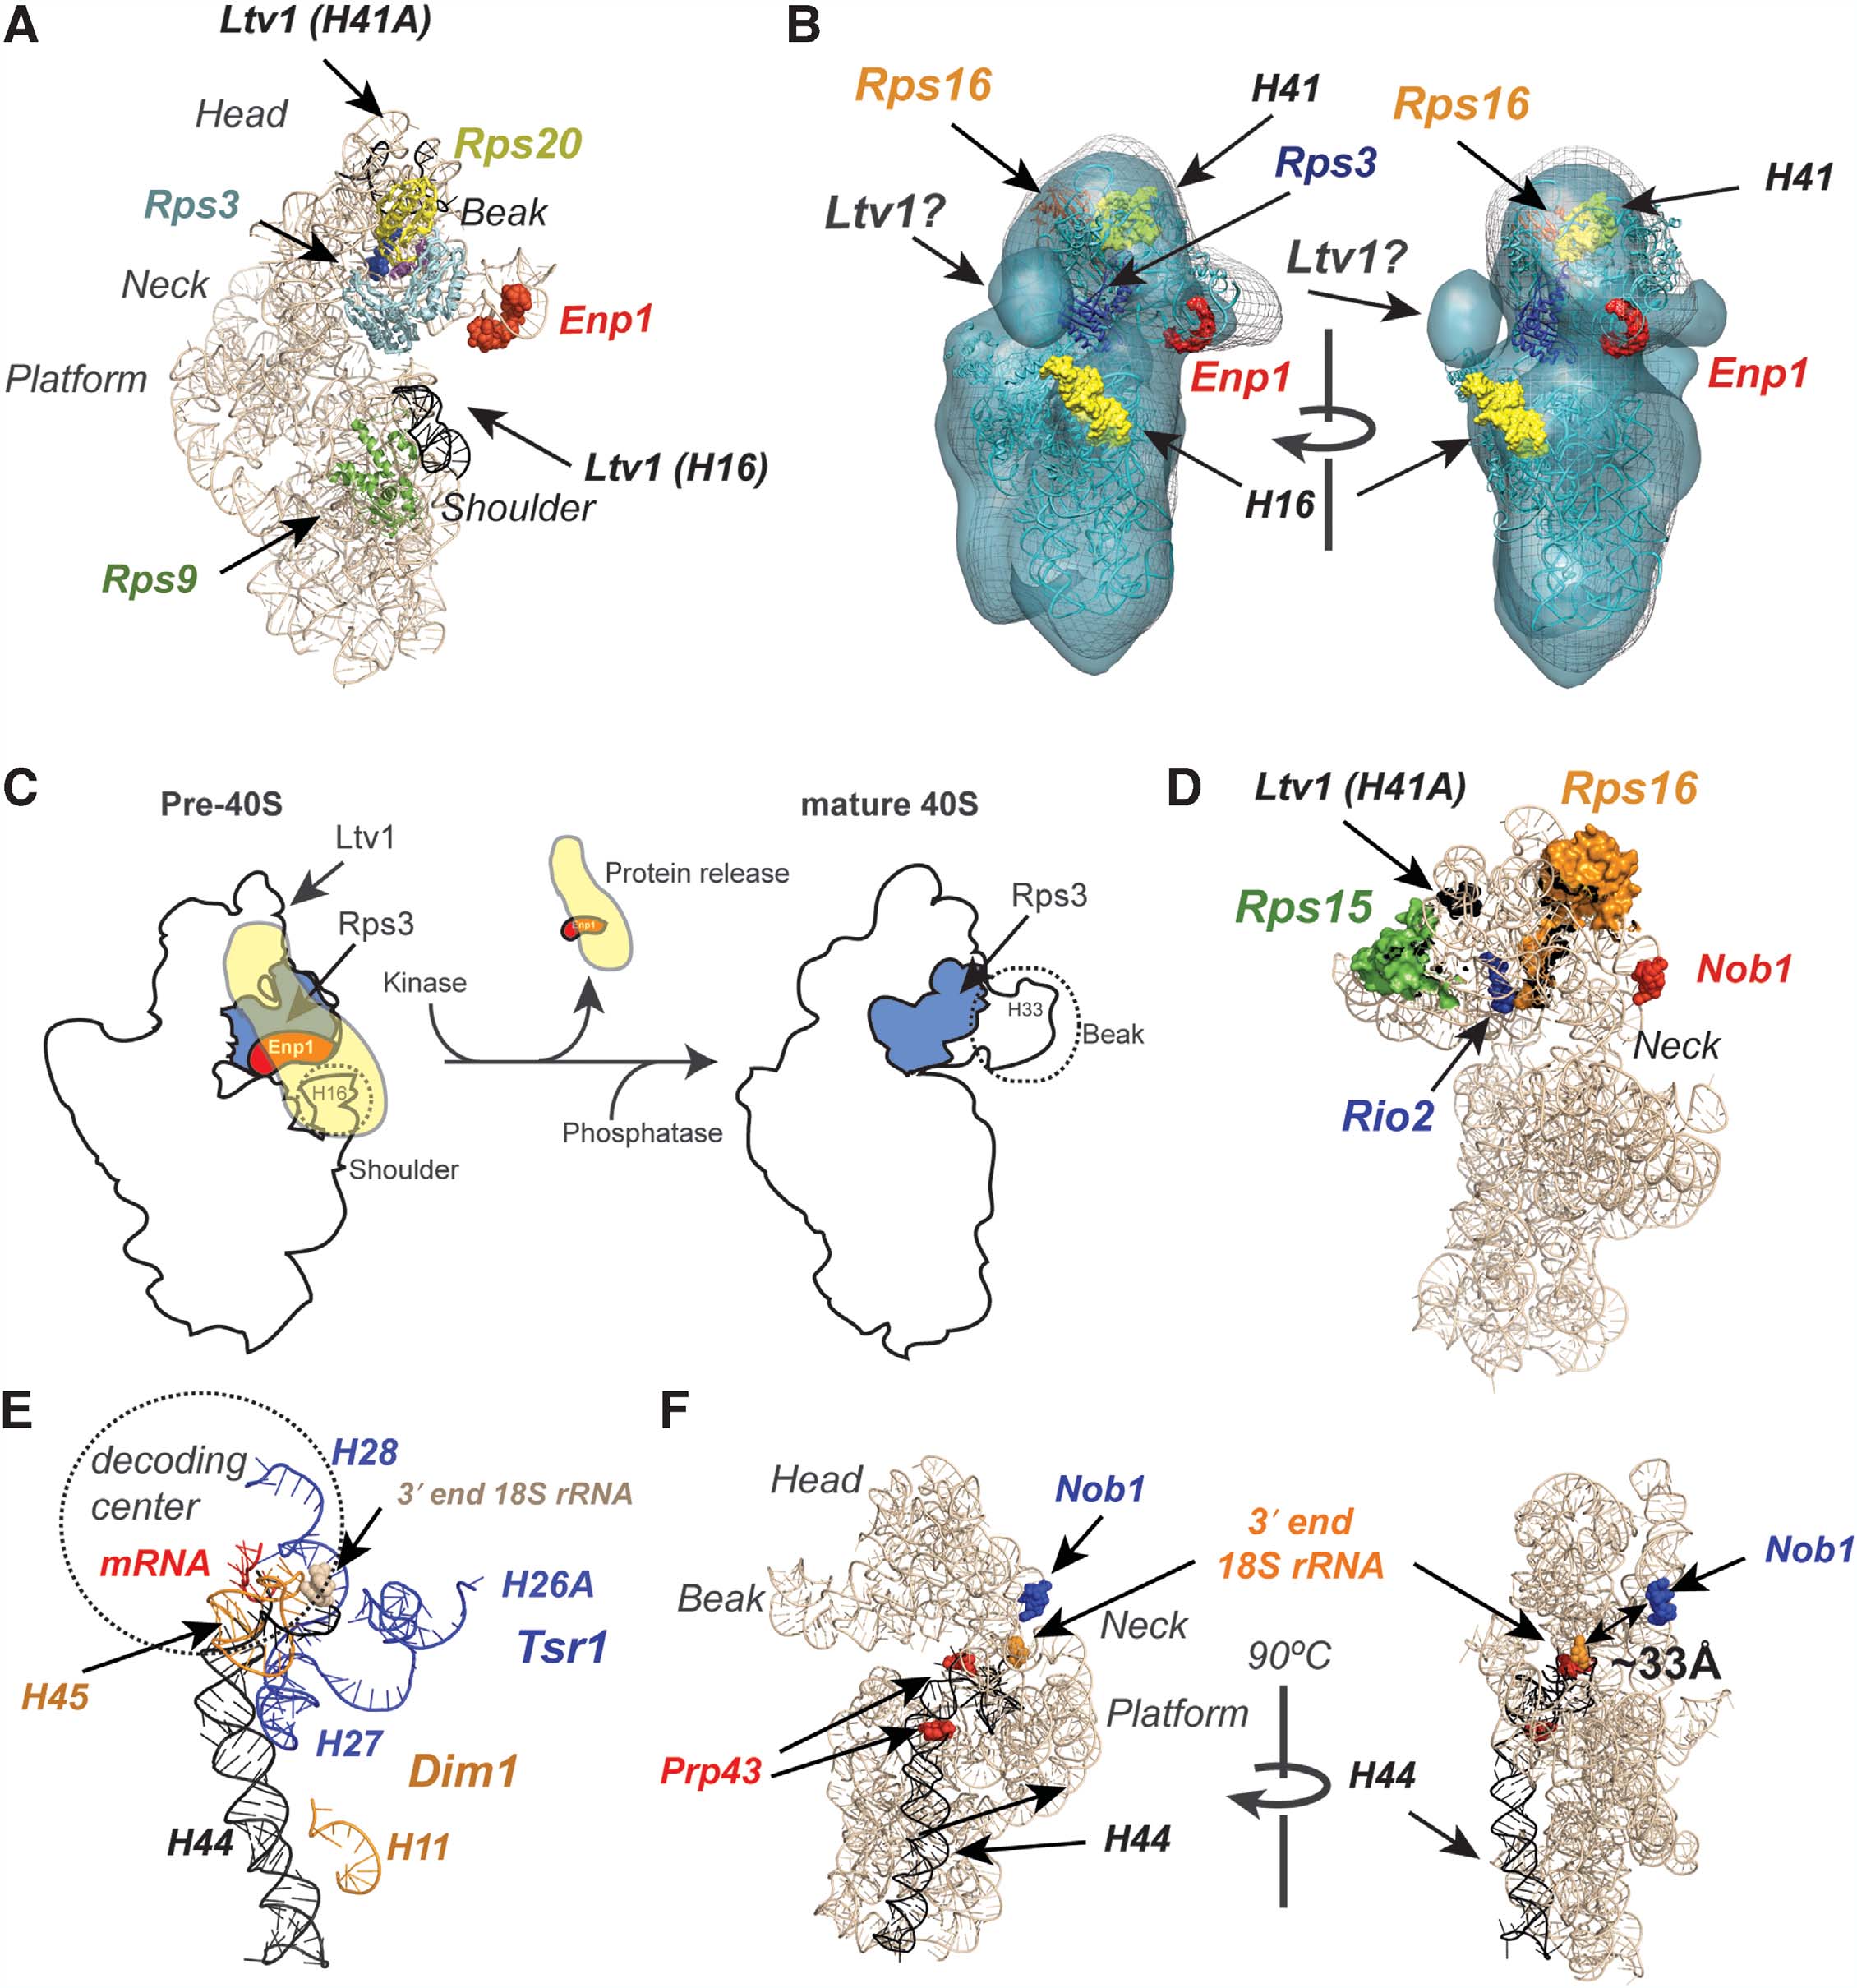 A
Ltv1 (H41A)
Head
Rps20
Rps3
Beak
Neck
Enp1
Platform
Ltv1 (H16)
Shoulder
Rps9
B
Rps16
H41
Rps3
Ltv1?
Enp1
H16
Rps16
H41
Ltv1?
Enp1
C
Pre-40S
Ltv1
Rps3
Enp1
H16
Shoulder
Kinase
Protein release
Enp1
Phosphatase
mature 40S
Rps3
H33
Beak
D
Ltv1 (H41A)
Rps16
Rps15
Nob1
Neck
Rio2
E
decoding
center
H28
3′ end 18S rRNA
mRNA
H26A
Tsr1
H45
H27
Dim1
H44
H11
F
Head
Nob1
3′ end
18S rRNA
Beak
Neck
Platform
Prp43
H44
90ºC
Nob1
~33Å
H44